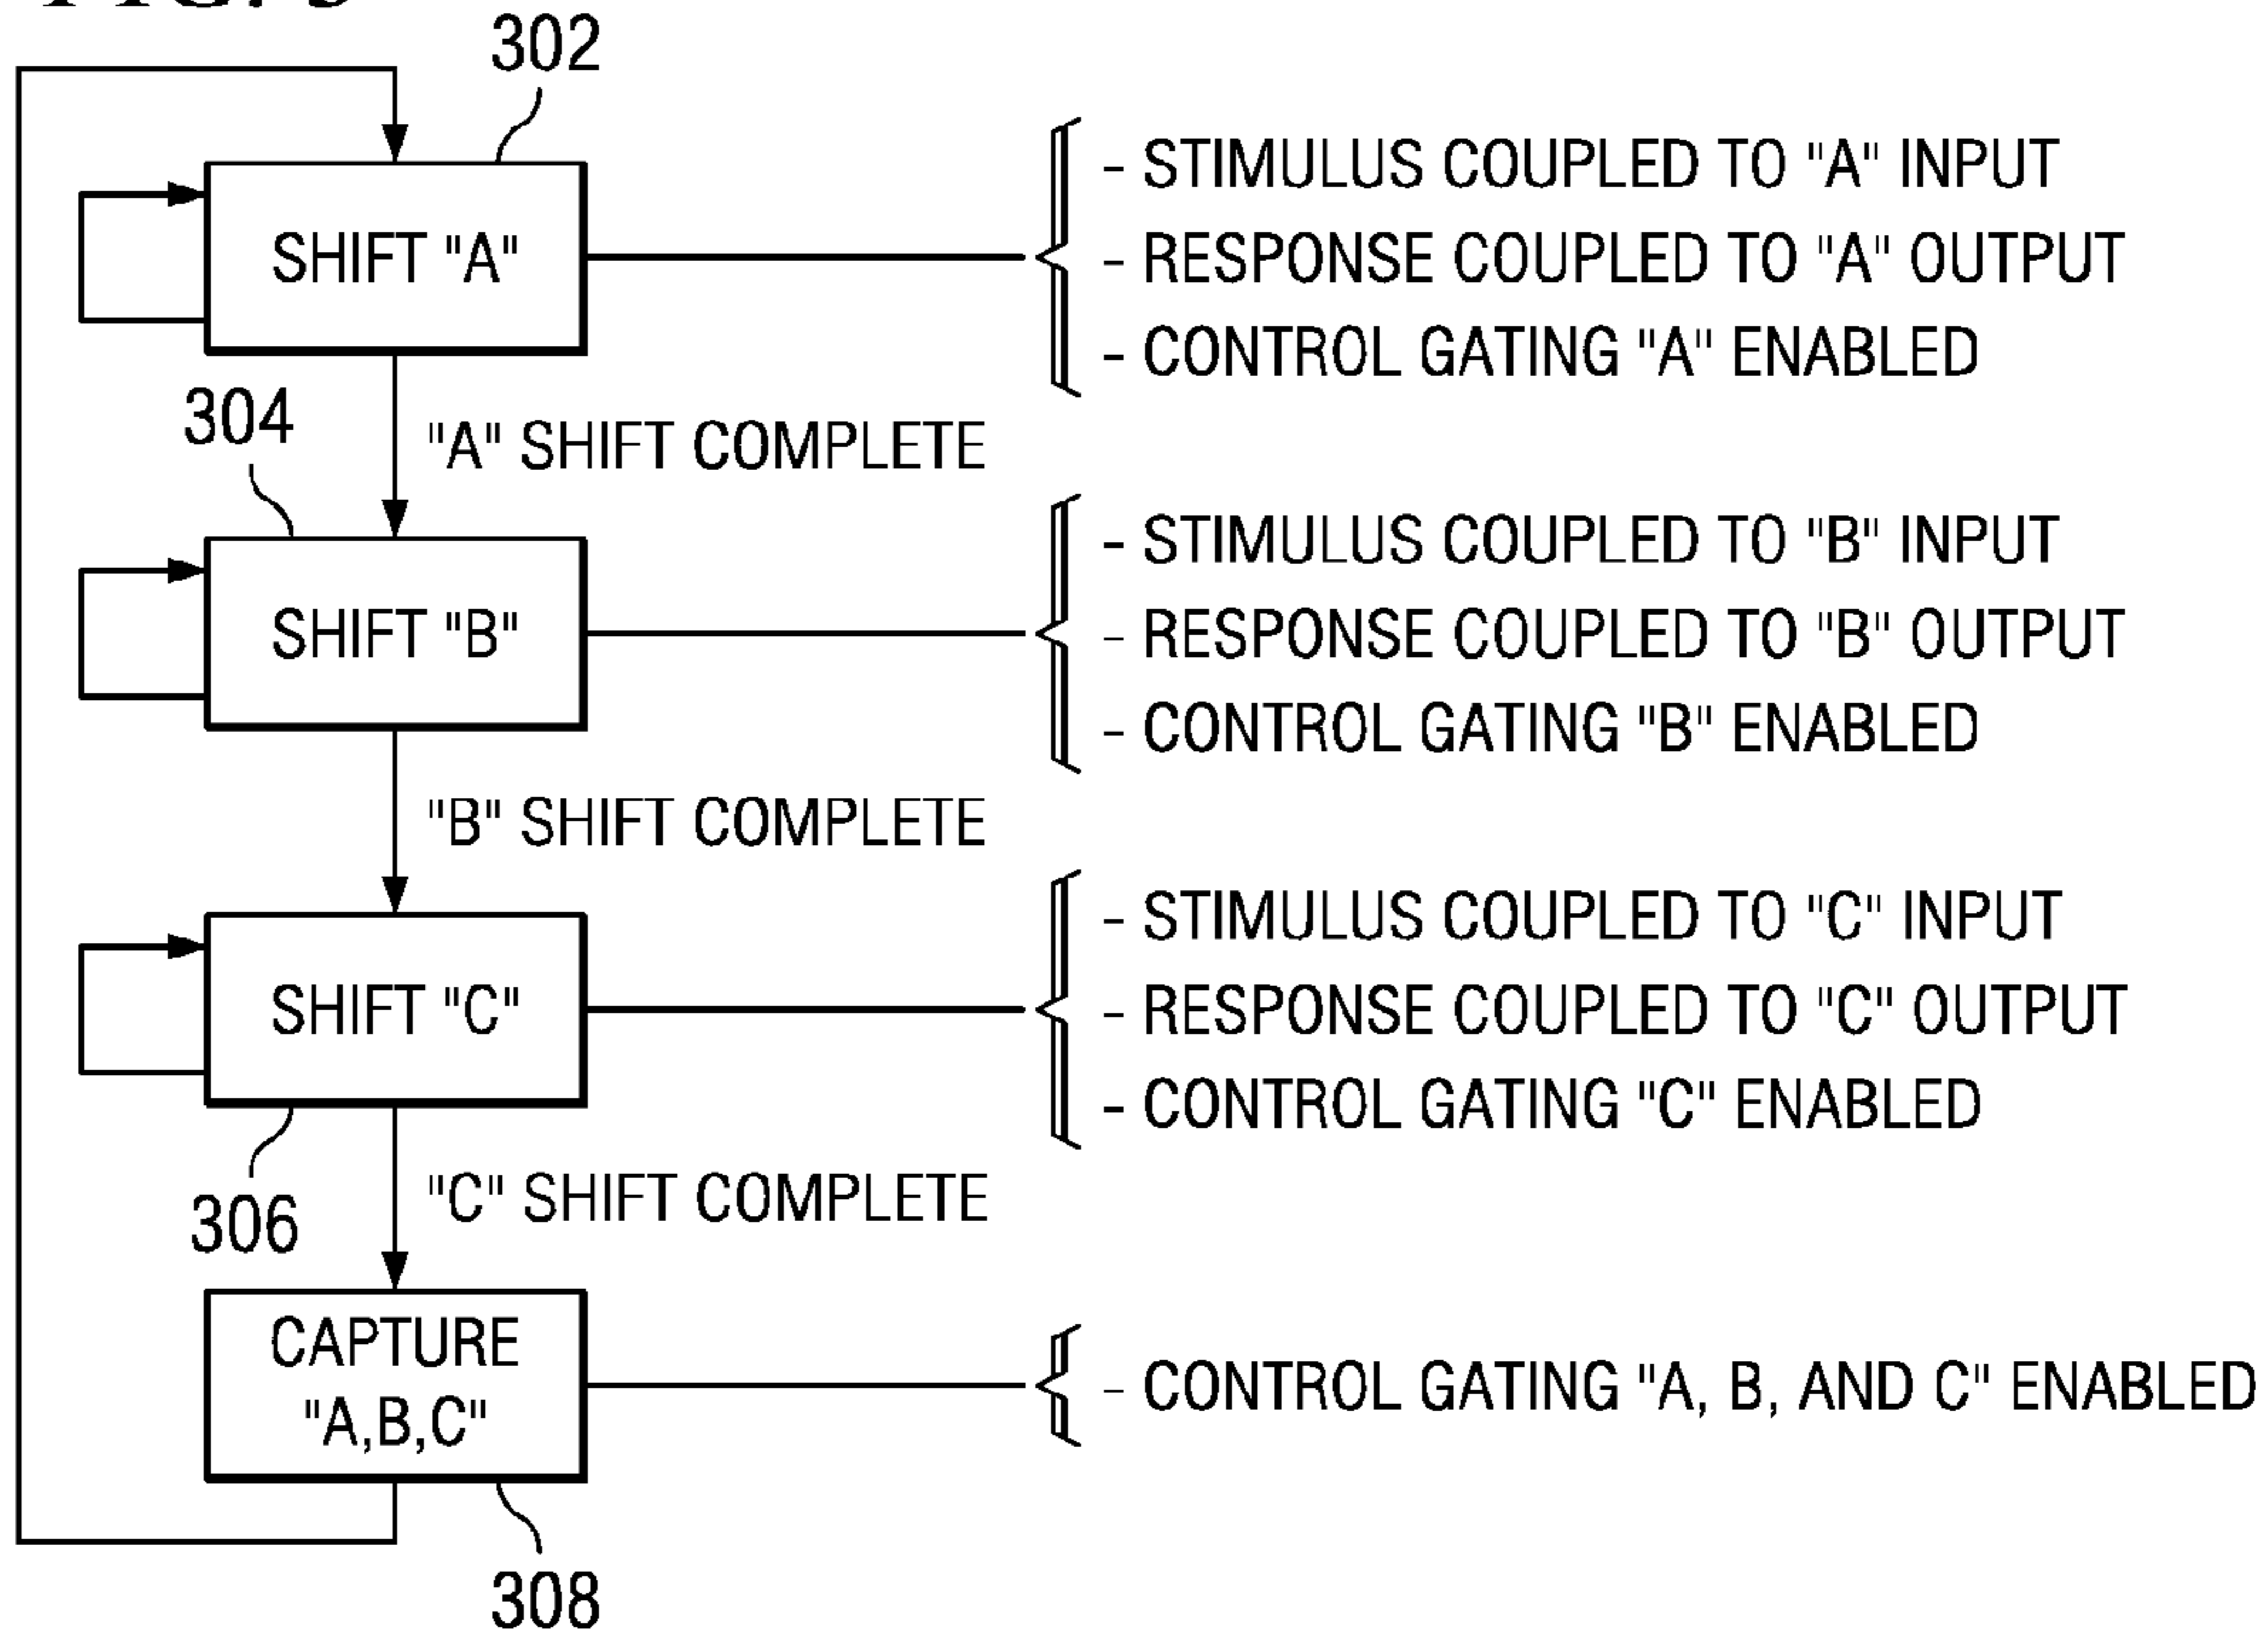 302
- STIMULUS COUPLED TO "A" INPUT
SHIFT "A"
- RESPONSE COUPLED TO "A" OUTPUT
- CONTROL GATING "A" ENABLED
304
"A" SHIFT COMPLETE
- STIMULUS COUPLED TO "B" INPUT
SHIFT "B"
- RESPONSE COUPLED TO "B" OUTPUT
- CONTROL GATING "B" ENABLED
"B" SHIFT COMPLETE
- STIMULUS COUPLED TO "C" INPUT
SHIFT "C"
- RESPONSE COUPLED TO "C" OUTPUT
- CONTROL GATING "C" ENABLED
306
"C" SHIFT COMPLETE
CAPTURE
"A,B,C"
- CONTROL GATING "A, B, AND C" ENABLED
308